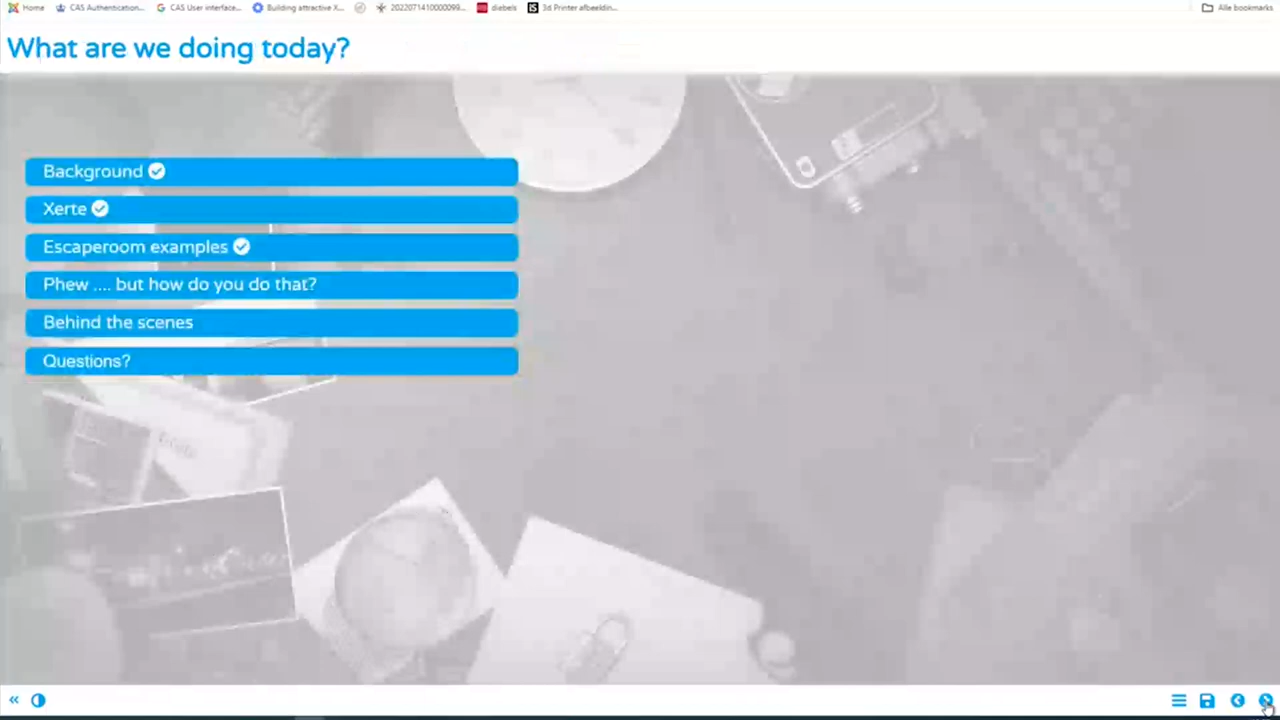 Home CAS Authentication... CAS User interface... Building attractive X... 20220714100000099... diebels 3d Printer afbeeldin... Alle bookmarks
What are we doing today?
Background
Xerte
Escaperoom examples
Phew .... but how do you do that?
Behind the scenes
Questions?